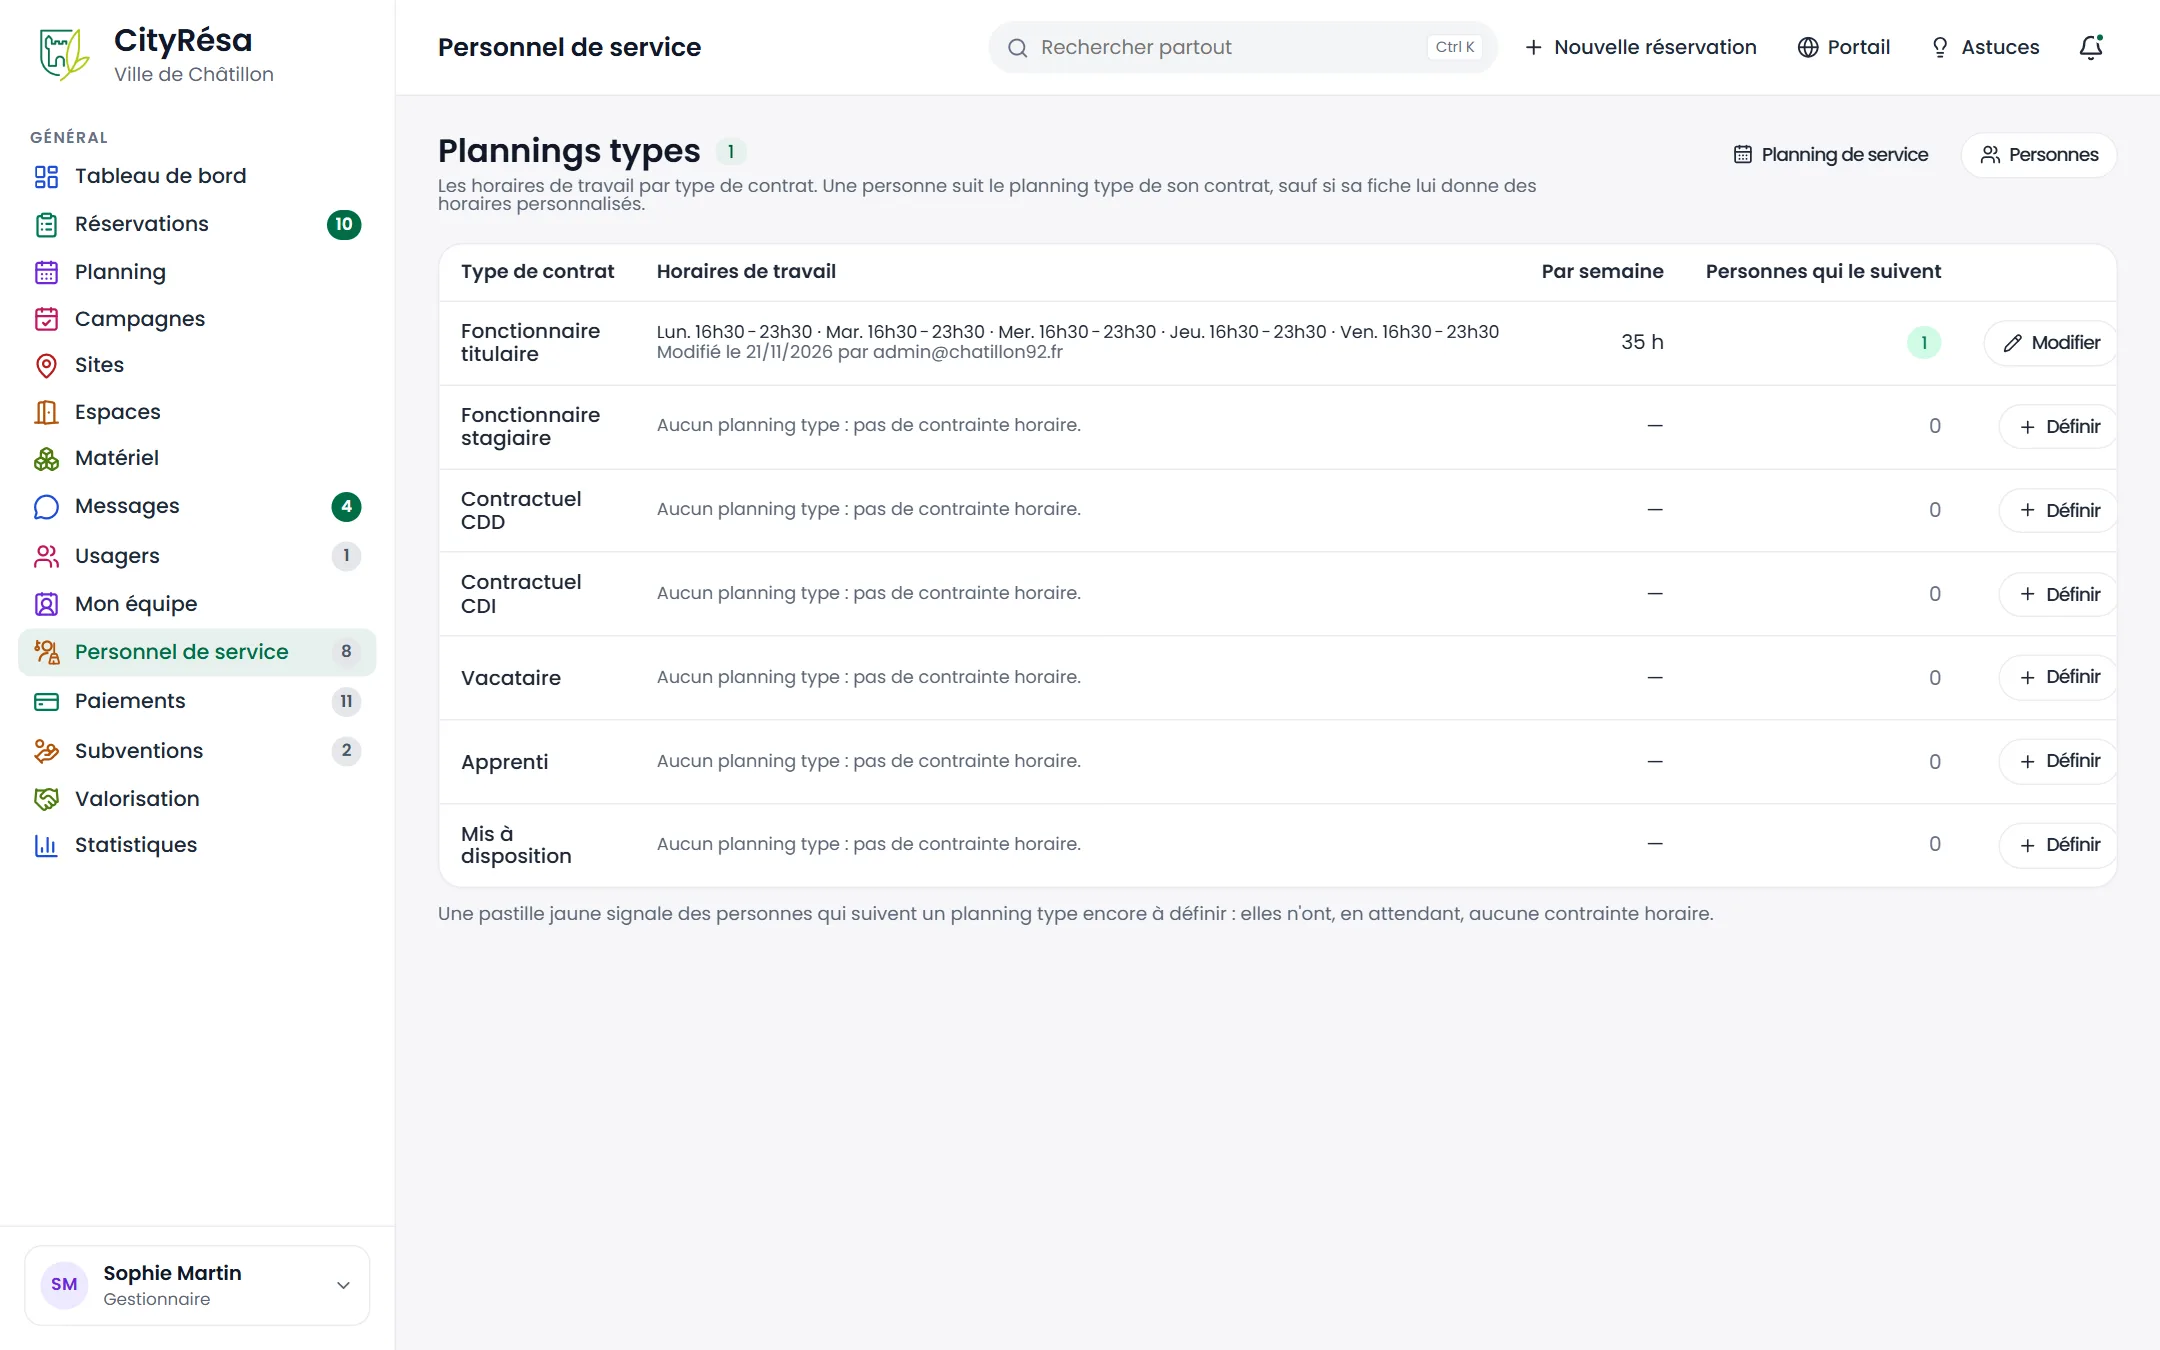 CityRésa
Ville de Châtillon
GÉNÉRAL
Tableau de bord
Réservations 10
Planning
Campagnes
Sites
Espaces
Matériel
Messages 4
Usagers 1
Mon équipe
Personnel de service 8
Paiements 11
Subventions 2
Valorisation
Statistiques
SM
Sophie Martin
Gestionnaire
Personnel de service
Rechercher partout Ctrl K
Nouvelle réservation
Portail
Astuces
Plannings types 1
Les horaires de travail par type de contrat. Une personne suit le planning type de son contrat, sauf si sa fiche lui donne des
horaires personnalisés.
Planning de service
Personnes
Type de contrat Horaires de travail Par semaine Personnes qui le suivent
Fonctionnaire
titulaire
Lun. 16h30-23h30 · Mar. 16h30-23h30 · Mer. 16h30-23h30 · Jeu. 16h30-23h30 · Ven. 16h30-23h30
Modifié le 21/11/2026 par admin@chatillon92.fr
35 h 1 Modifier
Fonctionnaire
stagiaire
Aucun planning type : pas de contrainte horaire. — 0 + Définir
Contractuel
CDD
Aucun planning type : pas de contrainte horaire. — 0 + Définir
Contractuel
CDI
Aucun planning type : pas de contrainte horaire. — 0 + Définir
Vacataire Aucun planning type : pas de contrainte horaire. — 0 + Définir
Apprenti Aucun planning type : pas de contrainte horaire. — 0 + Définir
Mis à
disposition
Aucun planning type : pas de contrainte horaire. — 0 + Définir
Une pastille jaune signale des personnes qui suivent un planning type encore à définir : elles n'ont, en attendant, aucune contrainte horaire.